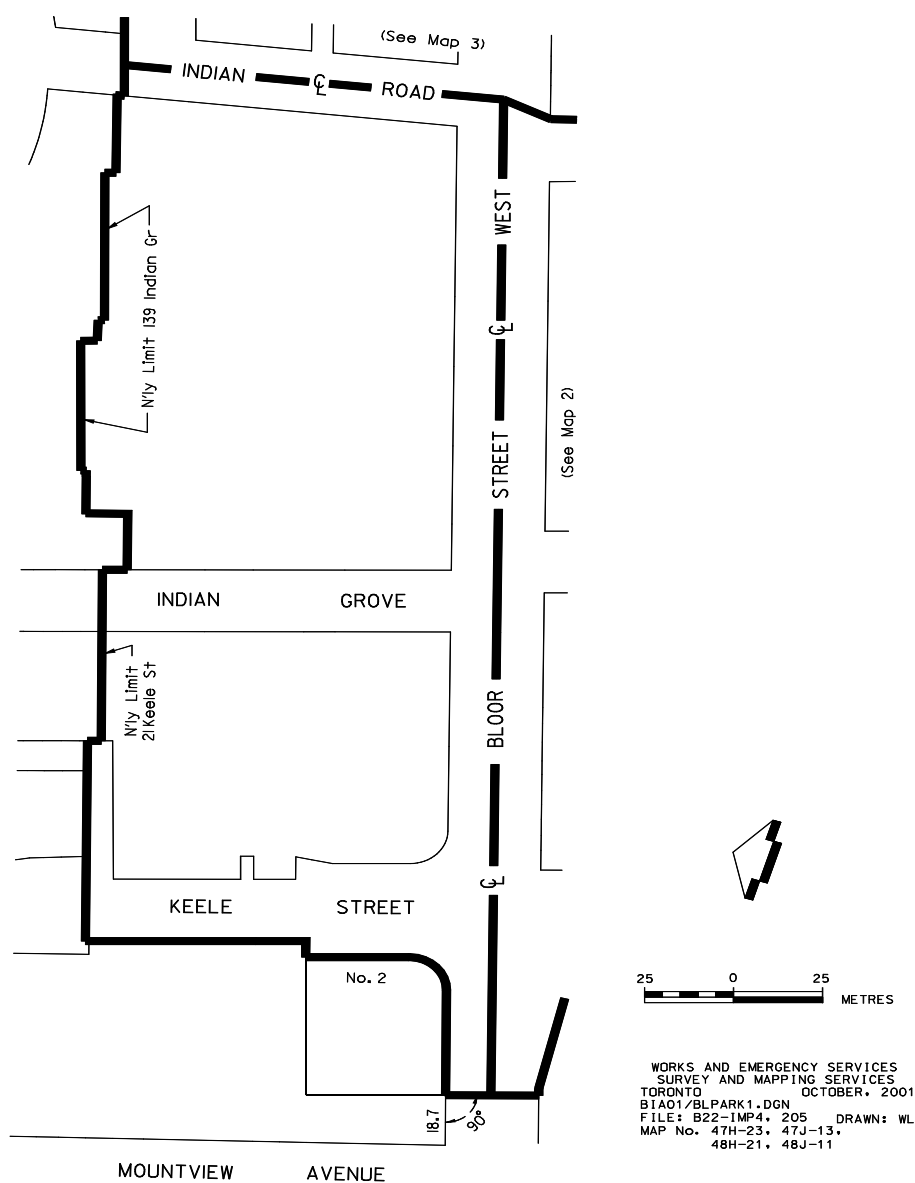 (See Map 3)
INDIAN ℄ ROAD
WEST
N'ly Limit 139 Indian Gr
℄
(See Map 2)
STREET
INDIAN GROVE
N'ly Limit
21 Keele St
BLOOR
℄
KEELE STREET
No. 2
25 0 25
METRES
18.7
90°
MOUNTVIEW AVENUE
WORKS AND EMERGENCY SERVICES
SURVEY AND MAPPING SERVICES
TORONTO OCTOBER, 2001
BIA01/BLPARK1.DGN
FILE: B22-IMP4, 205 DRAWN: WL
MAP No. 47H-23, 47J-13,
48H-21, 48J-11